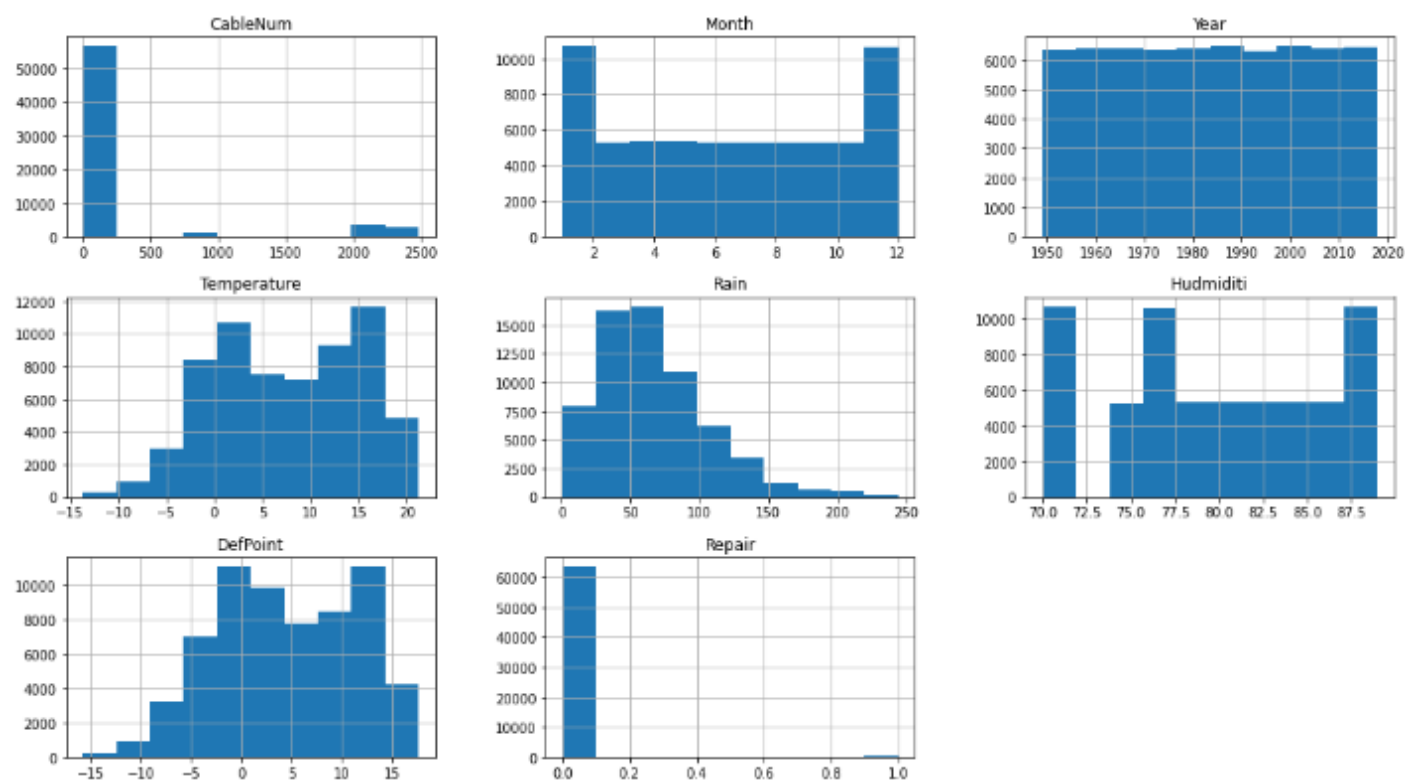 CableNum Month Year
50000 40000 30000 20000 10000 0
0 500 1000 1500 2000 2500
10000 8000 6000 4000 2000 0
2 4 6 8 10 12
6000 5000 4000 3000 2000 1000 0
1950 1960 1970 1980 1990 2000 2010 2020
Temperature Rain Hudmiditi
12000 10000 8000 6000 4000 2000 0
−15 −10 −5 0 5 10 15 20
15000 12500 10000 7500 5000 2500 0
0 50 100 150 200 250
10000 8000 6000 4000 2000 0
70.0 72.5 75.0 77.5 80.0 82.5 85.0 87.5
DefPoint Repair
10000 8000 6000 4000 2000 0
−15 −10 −5 0 5 10 15
60000 50000 40000 30000 20000 10000 0
0.0 0.2 0.4 0.6 0.8 1.0